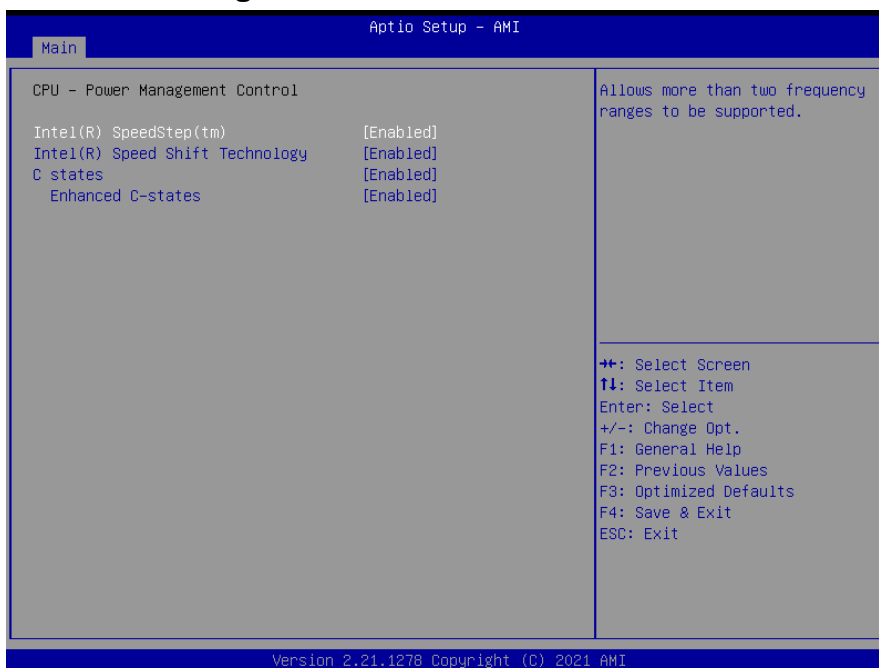 Aptio Setup – AMI
Main
CPU – Power Management Control
Intel(R) SpeedStep(tm) [Enabled]
Intel(R) Speed Shift Technology [Enabled]
C states [Enabled]
Enhanced C-states [Enabled]
Allows more than two frequency
ranges to be supported.
→←: Select Screen
↑↓: Select Item
Enter: Select
+/-: Change Opt.
F1: General Help
F2: Previous Values
F3: Optimized Defaults
F4: Save & Exit
ESC: Exit
Version 2.21.1278 Copyright (C) 2021 AMI